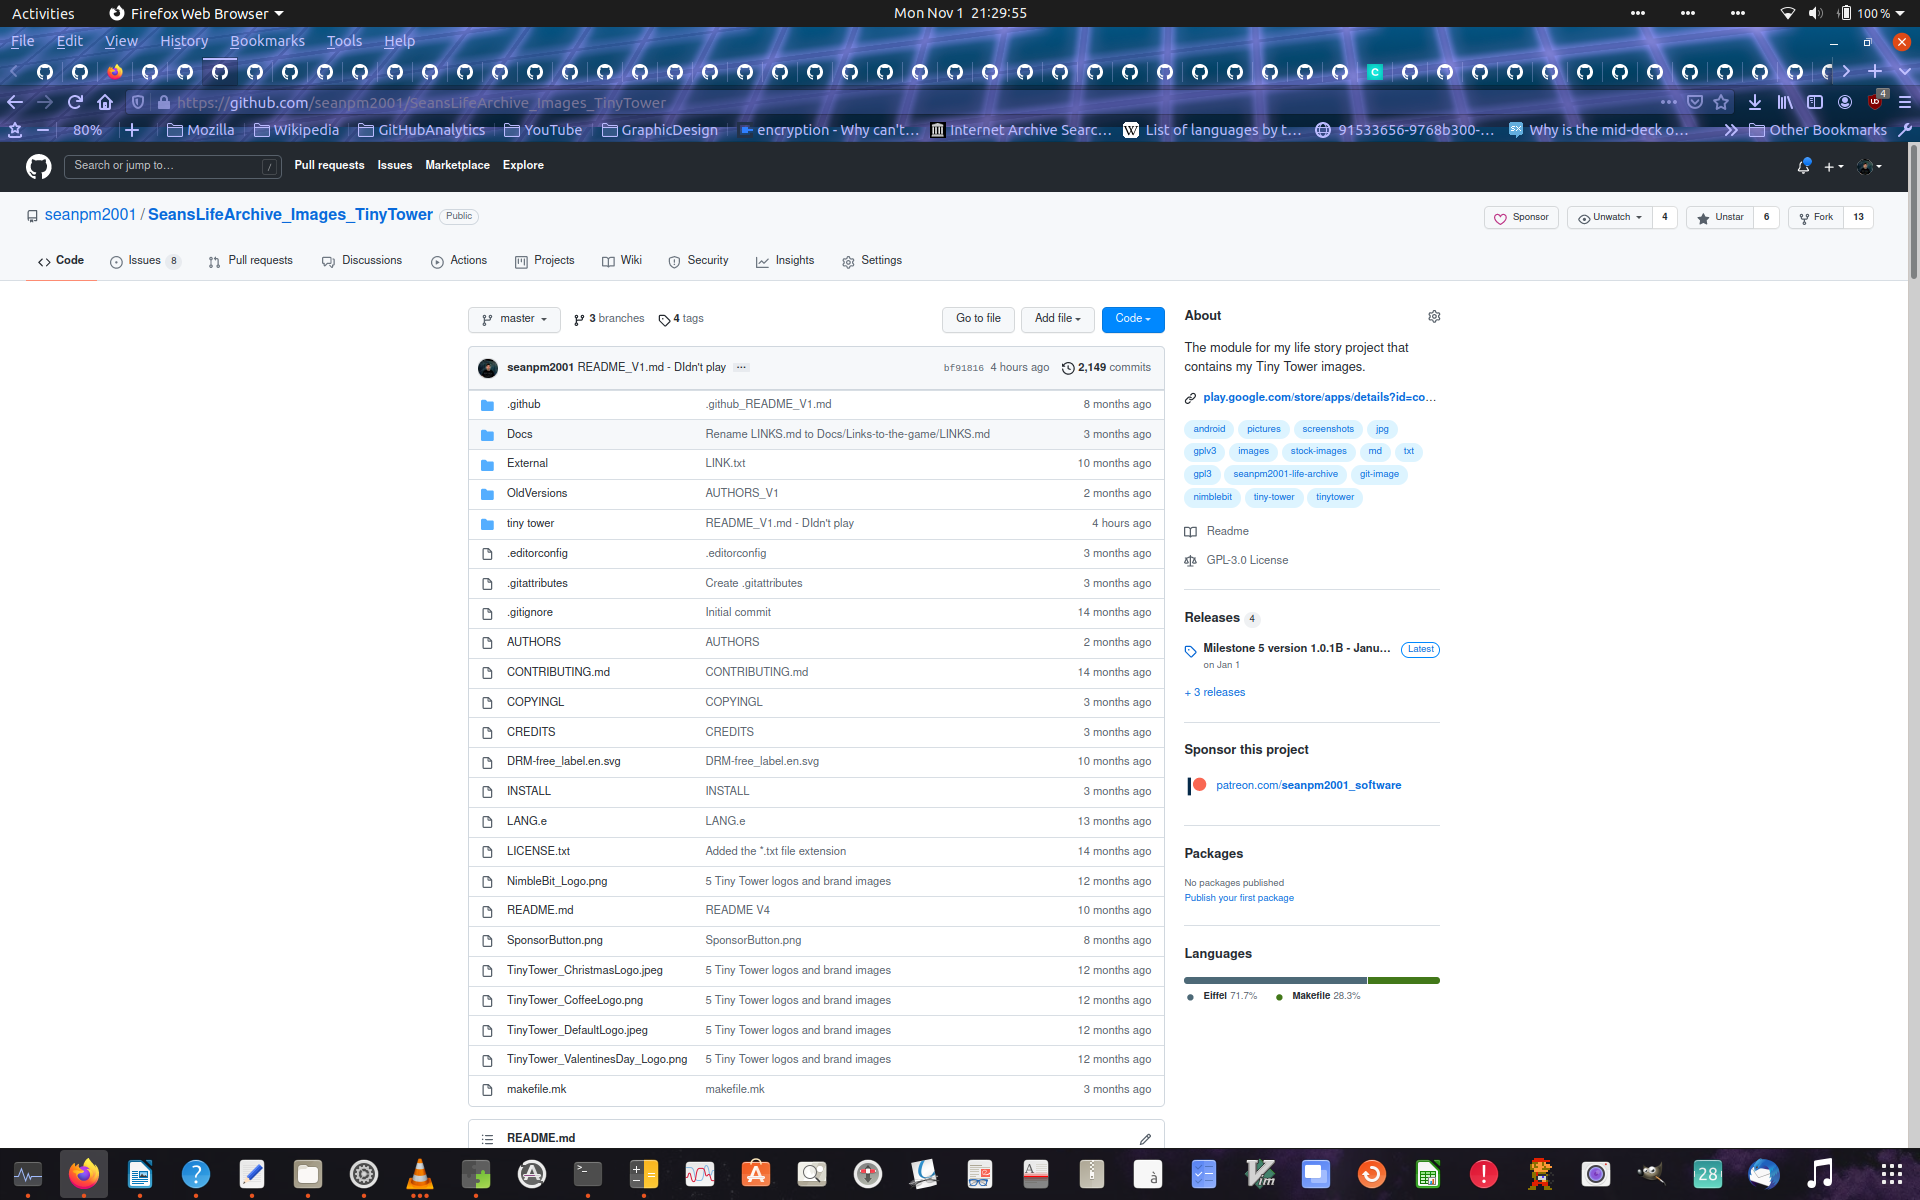 Activities Firefox Web Browser Mon Nov 1 21:29:55 100 %
File Edit View History Bookmarks Tools Help
https://github.com/seanpm2001/SeansLifeArchive_Images_TinyTower 4
80% Mozilla Wikipedia GitHubAnalytics YouTube GraphicDesign encryption - Why can't… Internet Archive Searc… List of languages by t… 91533656-9768b300-… Why is the mid-deck o… Other Bookmarks
Search or jump to… / Pull requests Issues Marketplace Explore
seanpm2001 / SeansLifeArchive_Images_TinyTower Public Sponsor Unwatch 4 Unstar 6 Fork 13
Code Issues 8 Pull requests Discussions Actions Projects Wiki Security Insights Settings
master 3 branches 4 tags Go to file Add file Code
seanpm2001 README_V1.md - DIdn't play … bf91816 4 hours ago 2,149 commits
.github .github_README_V1.md 8 months ago
Docs Rename LINKS.md to Docs/Links-to-the-game/LINKS.md 3 months ago
External LINK.txt 10 months ago
OldVersions AUTHORS_V1 2 months ago
tiny tower README_V1.md - DIdn't play 4 hours ago
.editorconfig .editorconfig 3 months ago
.gitattributes Create .gitattributes 3 months ago
.gitignore Initial commit 14 months ago
AUTHORS AUTHORS 2 months ago
CONTRIBUTING.md CONTRIBUTING.md 14 months ago
COPYINGL COPYINGL 3 months ago
CREDITS CREDITS 3 months ago
DRM-free_label.en.svg DRM-free_label.en.svg 10 months ago
INSTALL INSTALL 3 months ago
LANG.e LANG.e 13 months ago
LICENSE.txt Added the *.txt file extension 14 months ago
NimbleBit_Logo.png 5 Tiny Tower logos and brand images 12 months ago
README.md README V4 10 months ago
SponsorButton.png SponsorButton.png 8 months ago
TinyTower_ChristmasLogo.jpeg 5 Tiny Tower logos and brand images 12 months ago
TinyTower_CoffeeLogo.png 5 Tiny Tower logos and brand images 12 months ago
TinyTower_DefaultLogo.jpeg 5 Tiny Tower logos and brand images 12 months ago
TinyTower_ValentinesDay_Logo.png 5 Tiny Tower logos and brand images 12 months ago
makefile.mk makefile.mk 3 months ago
README.md
About
The module for my life story project that
contains my Tiny Tower images.
play.google.com/store/apps/details?id=co…
android pictures screenshots jpg
gplv3 images stock-images md txt
gpl3 seanpm2001-life-archive git-image
nimblebit tiny-tower tinytower
Readme
GPL-3.0 License
Releases 4
Milestone 5 version 1.0.1B - Janu… Latest
on Jan 1
+ 3 releases
Sponsor this project
patreon.com/seanpm2001_software
Packages
No packages published
Publish your first package
Languages
Eiffel 71.7% Makefile 28.3%
28